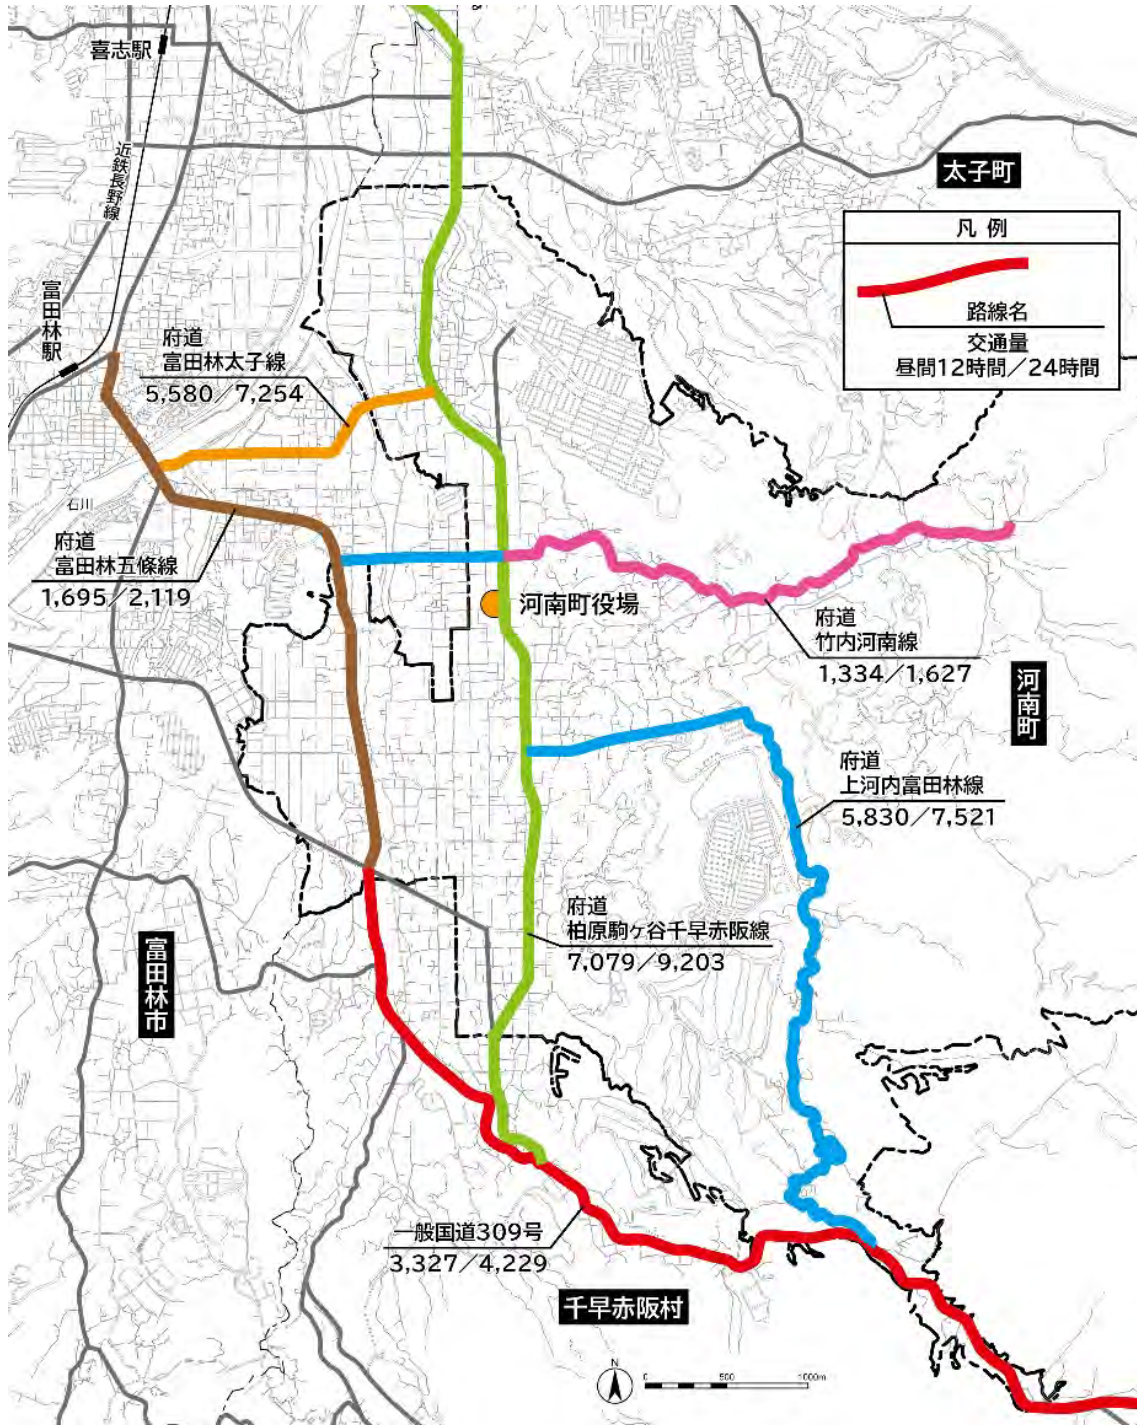 喜志駅
近鉄長野線
太子町
凡 例
路線名
交通量
昼間12時間／24時間
富田林駅
府道
富田林太子線
5,580／7,254
石川
府道
富田林五條線
1,695／2,119
河南町役場
府道
竹内河南線
1,334／1,627
河南町
府道
上河内富田林線
5,830／7,521
府道
柏原駒ヶ谷千早赤阪線
7,079／9,203
富田林市
一般国道309号
3,327／4,229
千早赤阪村
N
0 500 1000m